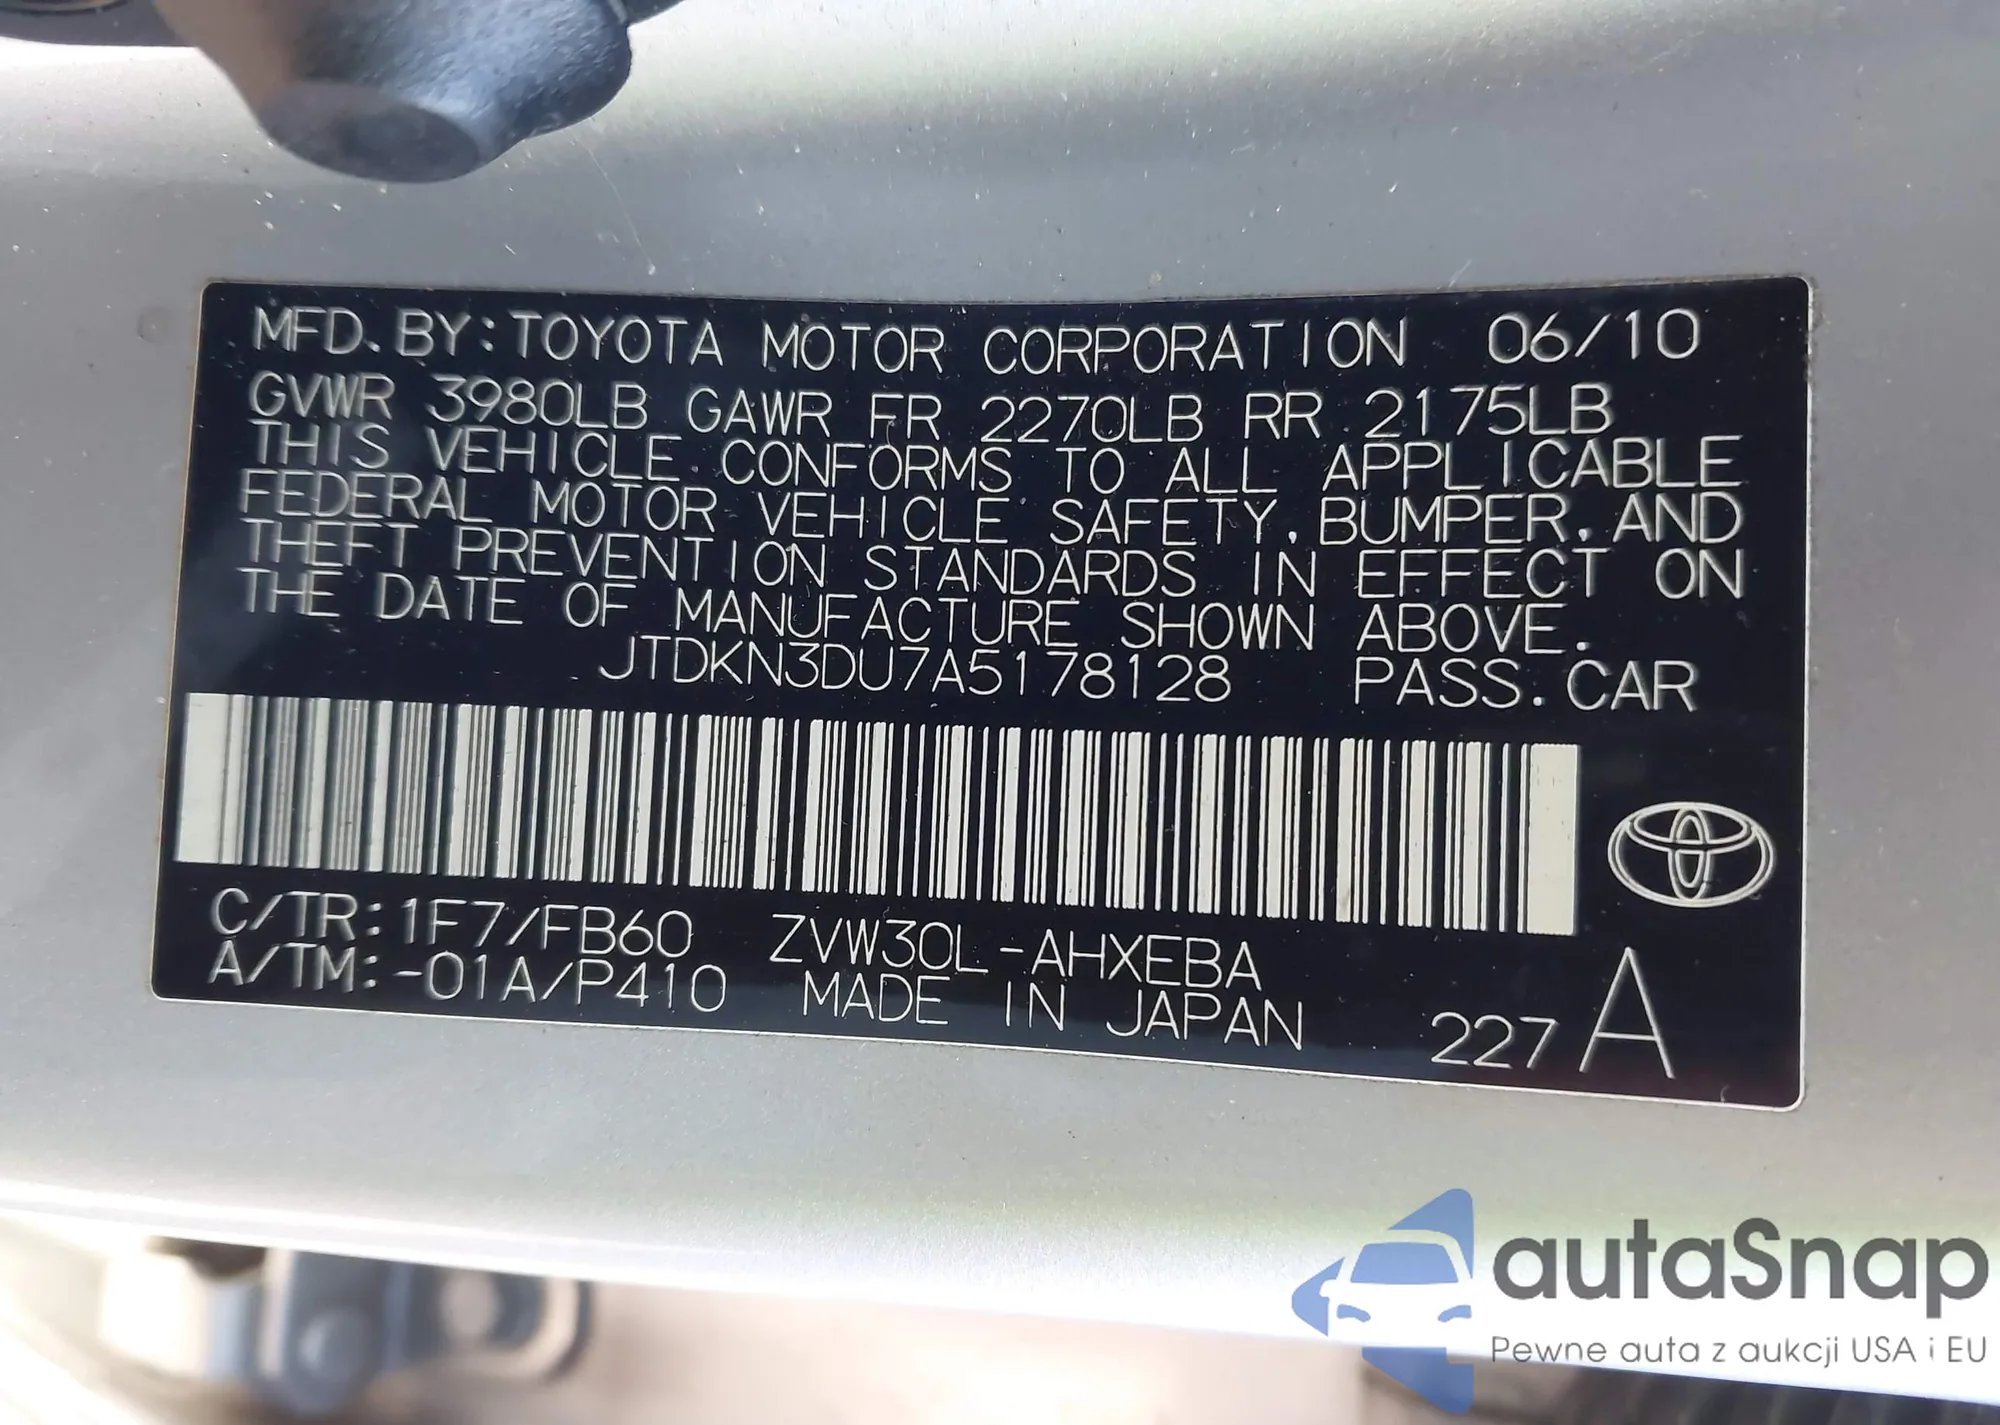 MFD. BY: TOYOTA MOTOR CORPORATION 06/10
GVWR 3980LB GAWR FR 2270LB RR 2175LB
THIS VEHICLE CONFORMS TO ALL APPLICABLE
FEDERAL MOTOR VEHICLE SAFETY, BUMPER, AND
THEFT PREVENTION STANDARDS IN EFFECT ON
THE DATE OF MANUFACTURE SHOWN ABOVE.
JTDKN3DU7A5178128 PASS. CAR
C/TR: 1F7/FB60 ZVW30L-AHXEBA
A/TM: -01A/P410 MADE IN JAPAN 227 A
autoSnap
Pewne auta z aukcji USA i EU